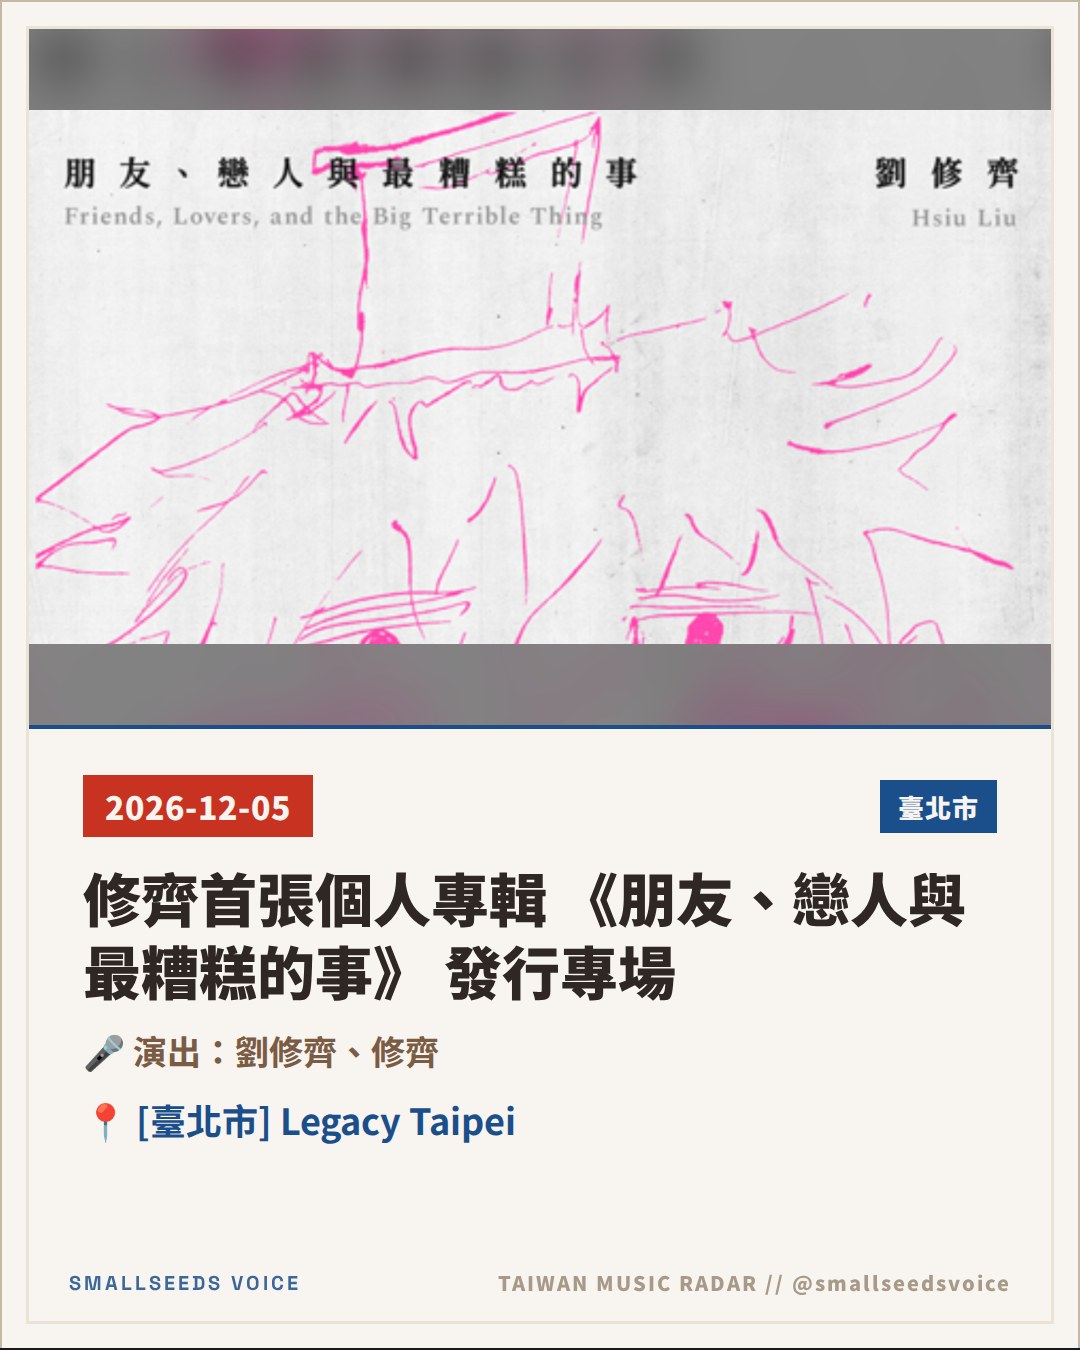 朋友、戀人與最糟糕的事
劉修齊
Friends, Lovers, and the Big Terrible Thing
Hsiu Liu
2026-12-05
臺北市
修齊首張個人專輯 《朋友、戀人與
最糟糕的事》 發行專場
🎤 演出：劉修齊、修齊
📍 [臺北市] Legacy Taipei
SMALLSEEDS VOICE
TAIWAN MUSIC RADAR // @smallseedsvoice